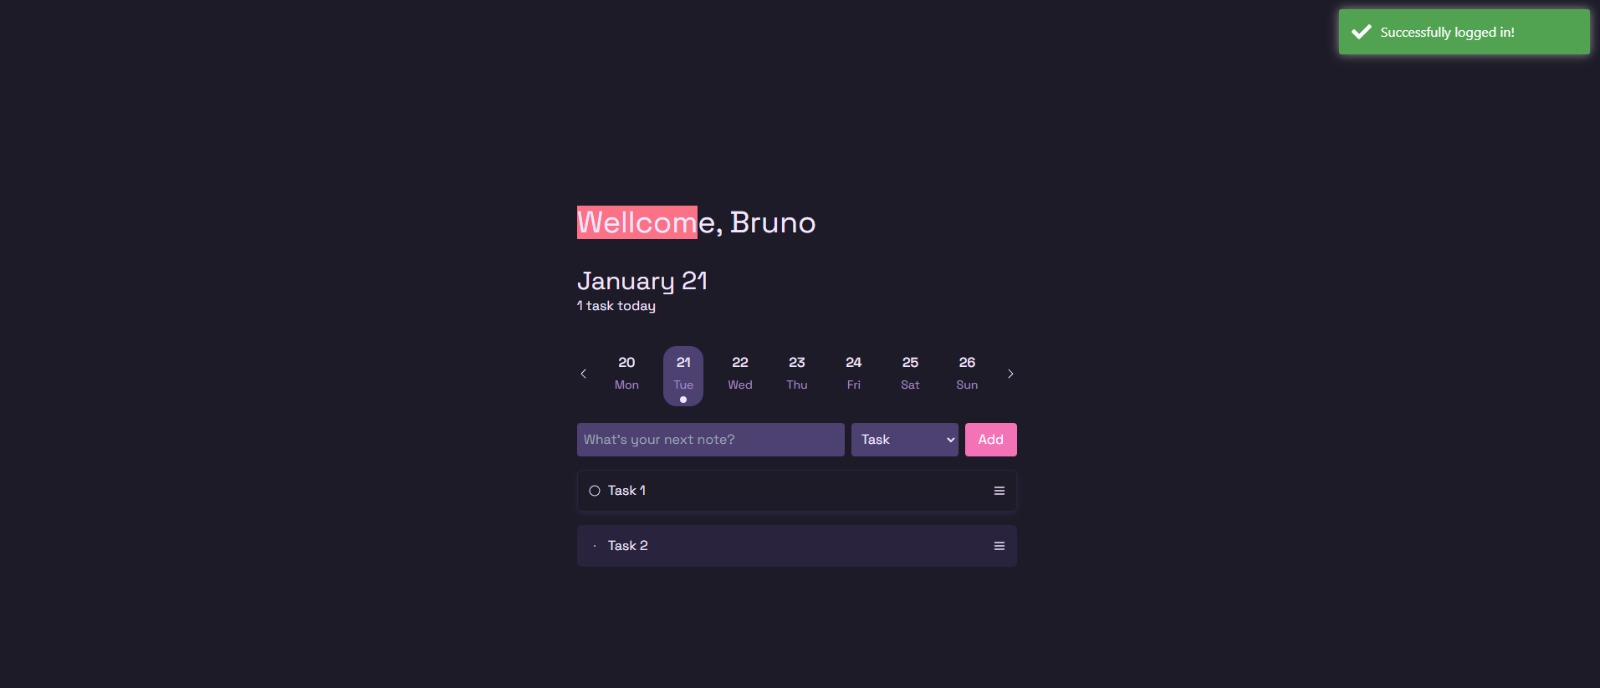 Successfully logged in!
Wellcome, Bruno
January 21
1 task today
20 21 22 23 24 25 26
Mon Tue Wed Thu Fri Sat Sun
What's your next note? Task Add
Task 1
Task 2